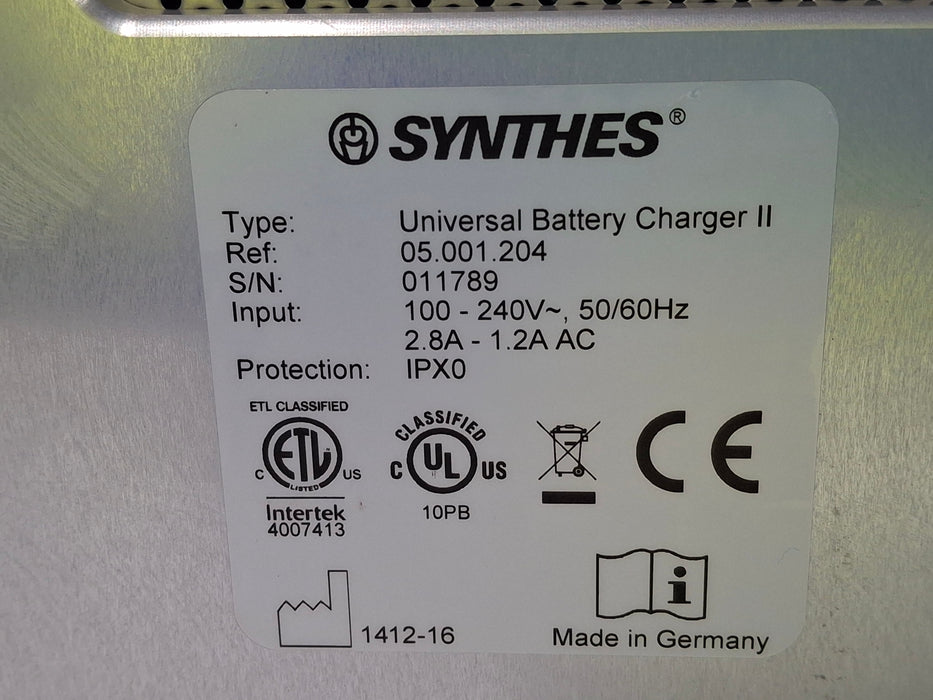 SYNTHES®
Type: Universal Battery Charger II
Ref: 05.001.204
S/N: 011789
Input: 100 - 240V~, 50/60Hz
2.8A - 1.2A AC
Protection: IPX0
ETL CLASSIFIED
C ETL US
LISTED
Intertek
4007413
CLASSIFIED
C UL US
10PB
CE
i
1412-16
Made in Germany